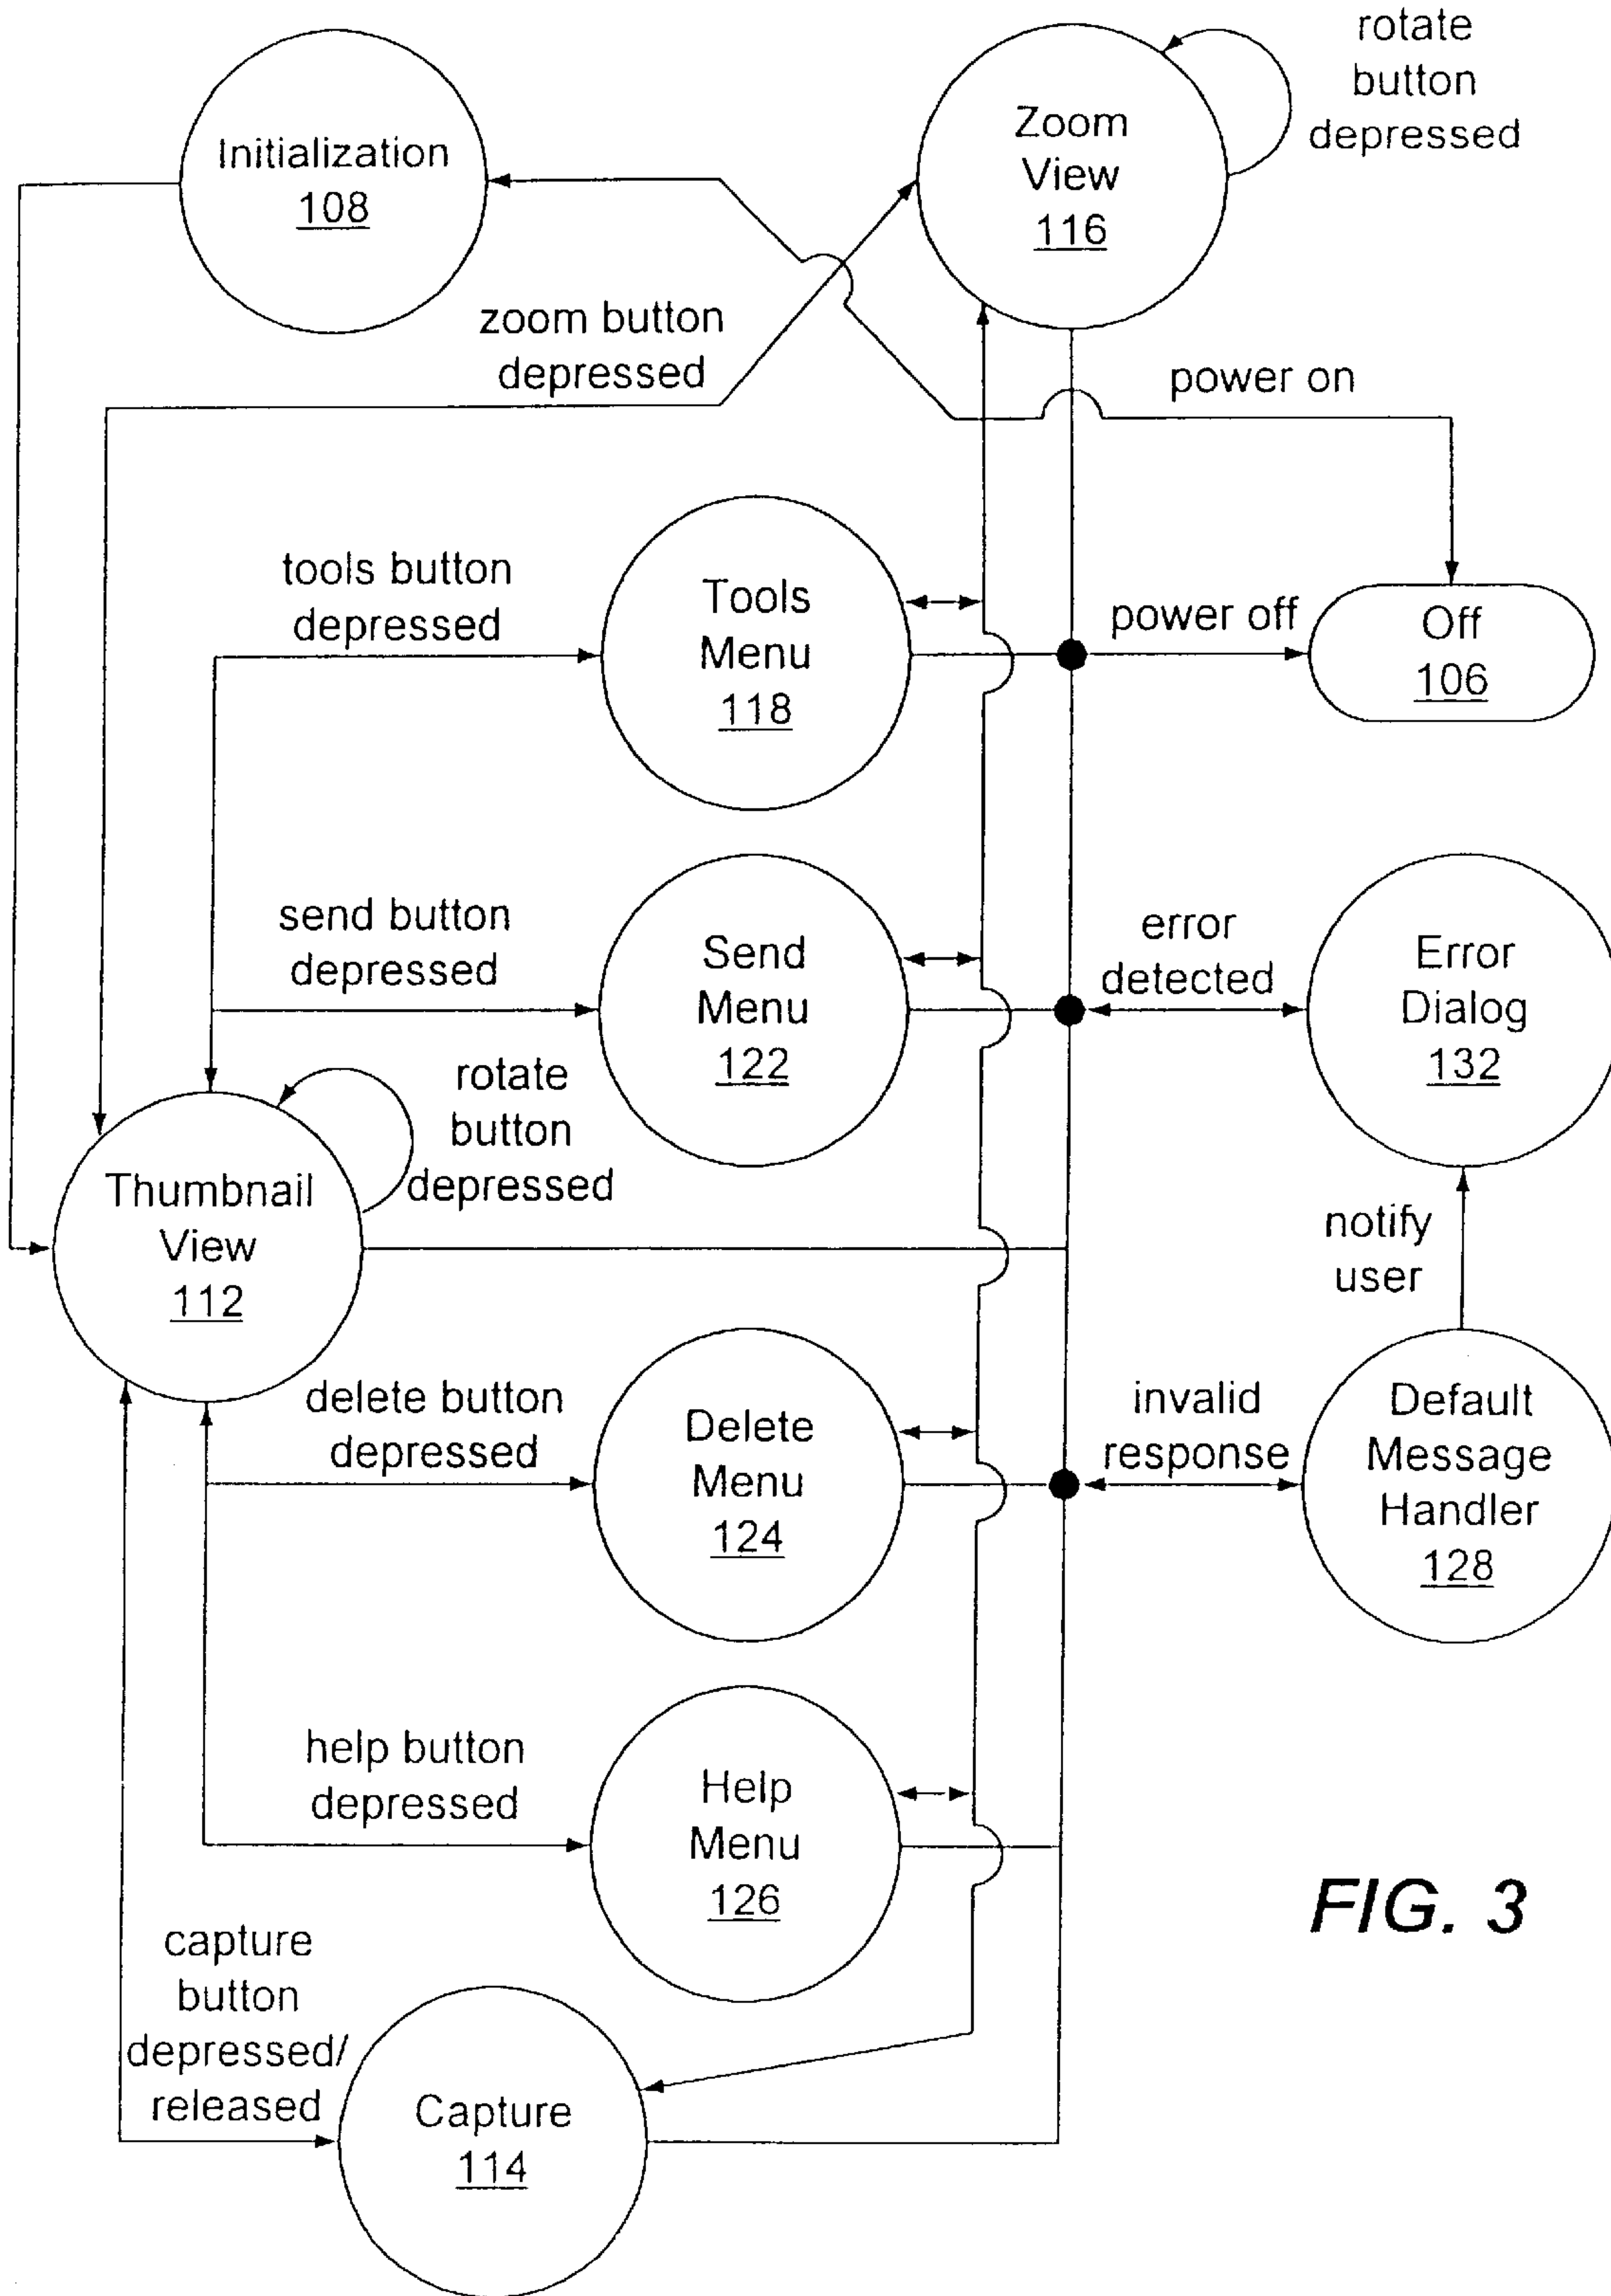 rotate
button
depressed
Initialization
108
Zoom
View
116
zoom button
depressed
power on
tools button
depressed
Tools
Menu
118
power off
Off
106
send button
depressed
Send
Menu
122
error
detected
Error
Dialog
132
rotate
button
depressed
Thumbnail
View
112
notify
user
delete button
depressed
Delete
Menu
124
invalid
response
Default
Message
Handler
128
help button
depressed
Help
Menu
126
FIG. 3
capture
button
depressed/
released
Capture
114